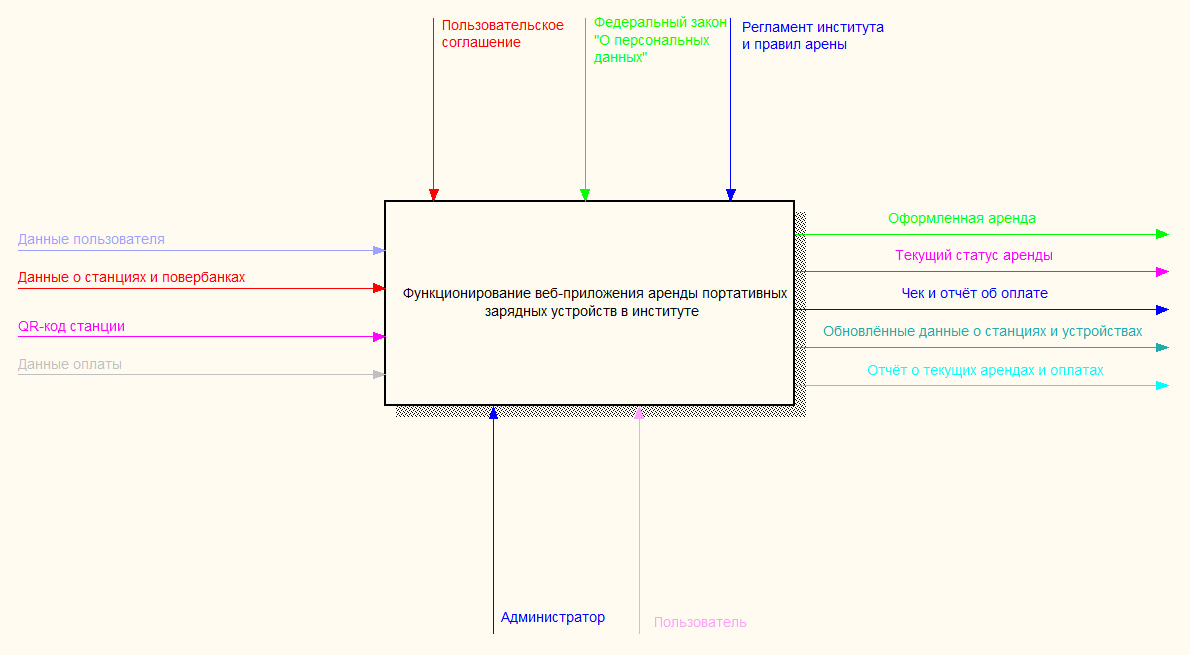 Пользовательское
соглашение
Федеральный закон
"О персональных
данных"
Регламент института
и правил арены
Данные пользователя
Данные о станциях и повербанках
QR-код станции
Данные оплаты
Функционирование веб-приложения аренды портативных
зарядных устройств в институте
Оформленная аренда
Текущий статус аренды
Чек и отчёт об оплате
Обновлённые данные о станциях и устройствах
Отчёт о текущих арендах и оплатах
Администратор
Пользователь